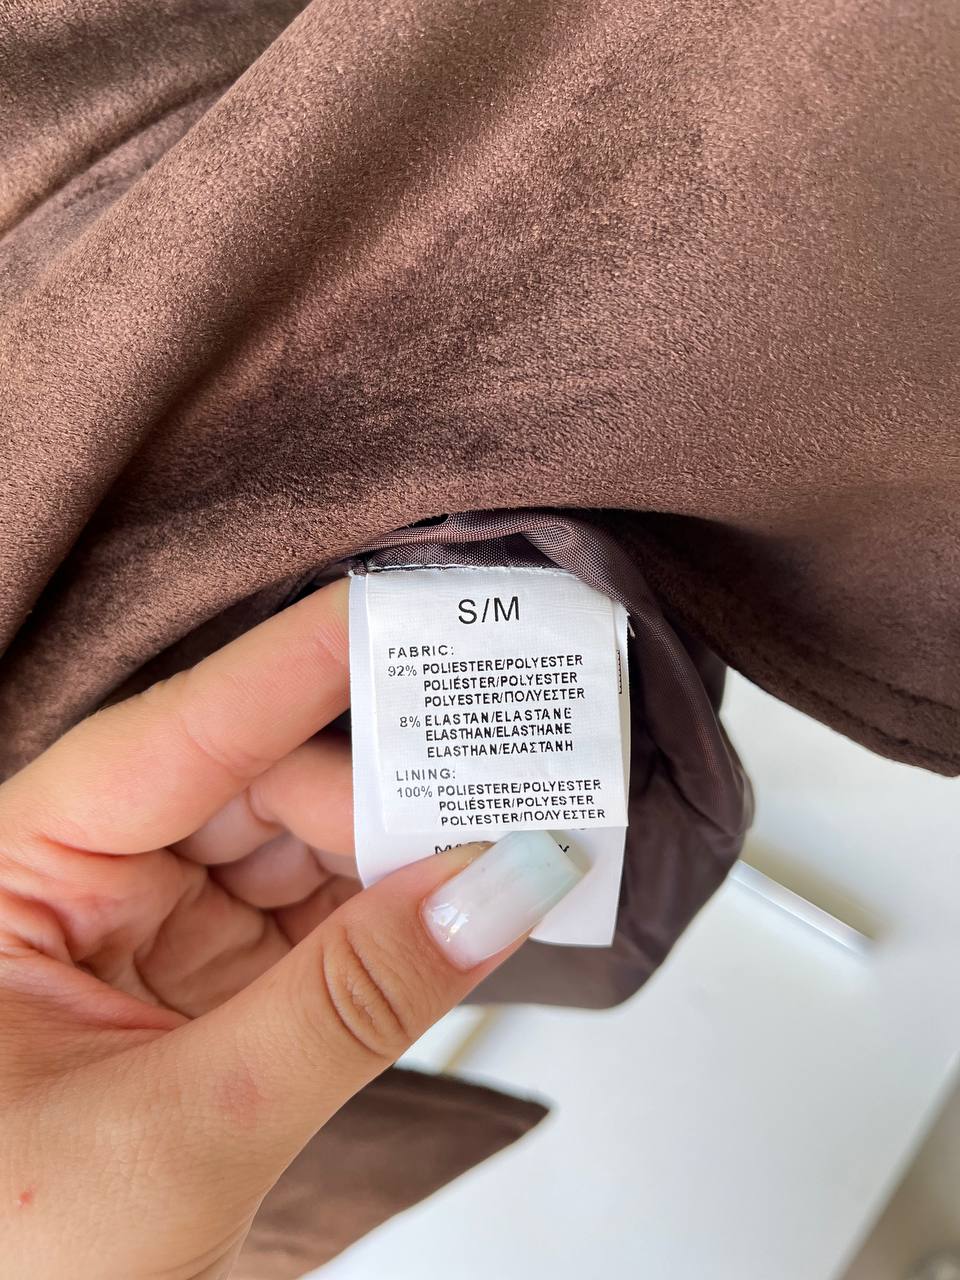 S/M
FABRIC:
92% POLIESTERE/POLYESTER
POLIÉSTER/POLYESTER
POLYESTER/ΠΟΛΥΕΣΤΕΡ
8% ELASTAN/ELASTANE
ELASTHAN/ELASTHANE
ELASTHAN/ΕΛΑΣΤΑΝΗ
LINING:
100% POLIESTERE/POLYESTER
POLIÉSTER/POLYESTER
POLYESTER/ΠΟΛΥΕΣΤΕΡ